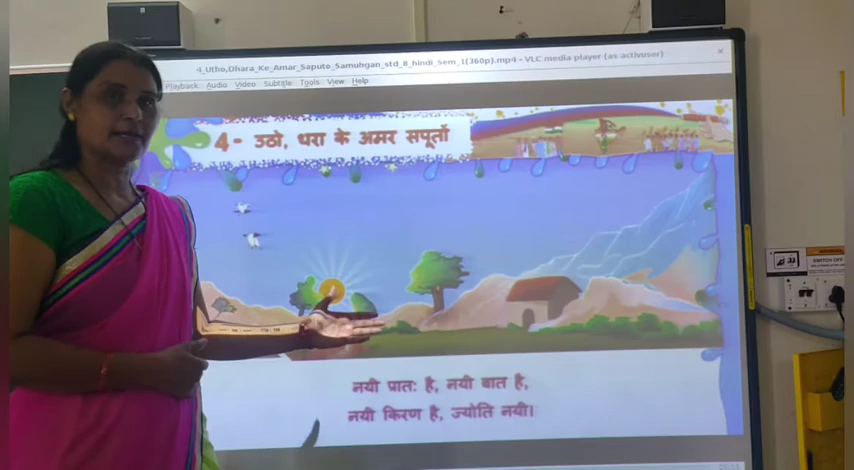 4_Utho,Dhara_Ke_Amar_Saputo_Samuhgan_std_8_hindi_Sem_1(360p).mp4 - VLC media player (as activuser)
Playback Audio Video Subtitle Tools View Help
4 - उठो, धरा के अमर सपूतों
नयी प्रातः है, नयी बात है,
नयी किरण है, ज्योति नयी।
SWITCH OFF